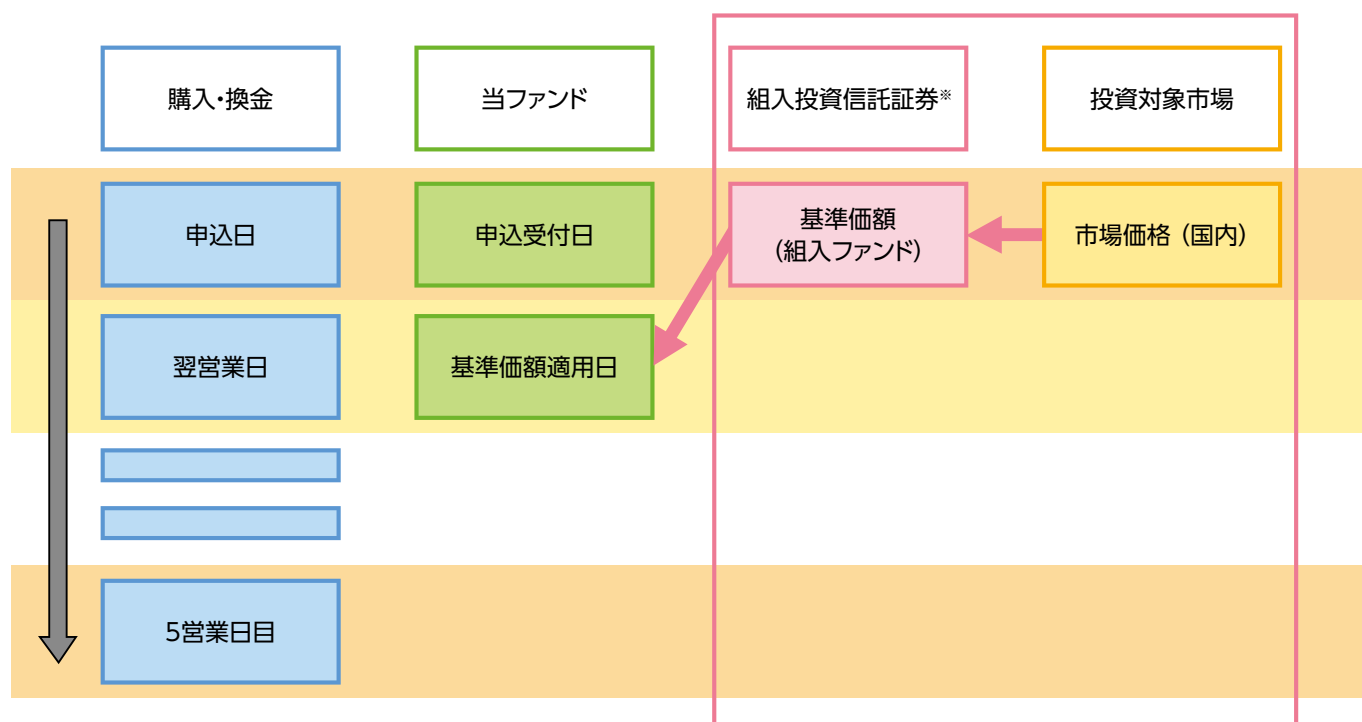 購入・換金
当ファンド
組入投資信託証券※
投資対象市場
申込日
申込受付日
基準価額
（組入ファンド）
市場価格（国内）
翌営業日
基準価額適用日
5営業日目